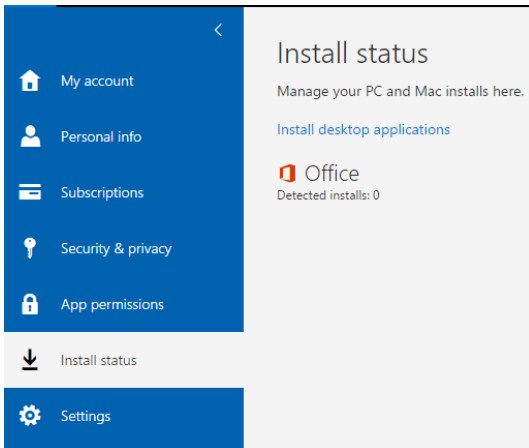 My account
Personal info
Subscriptions
Security & privacy
App permissions
Install status
Settings
Install status
Manage your PC and Mac installs here.
Install desktop applications
Office
Detected installs: 0